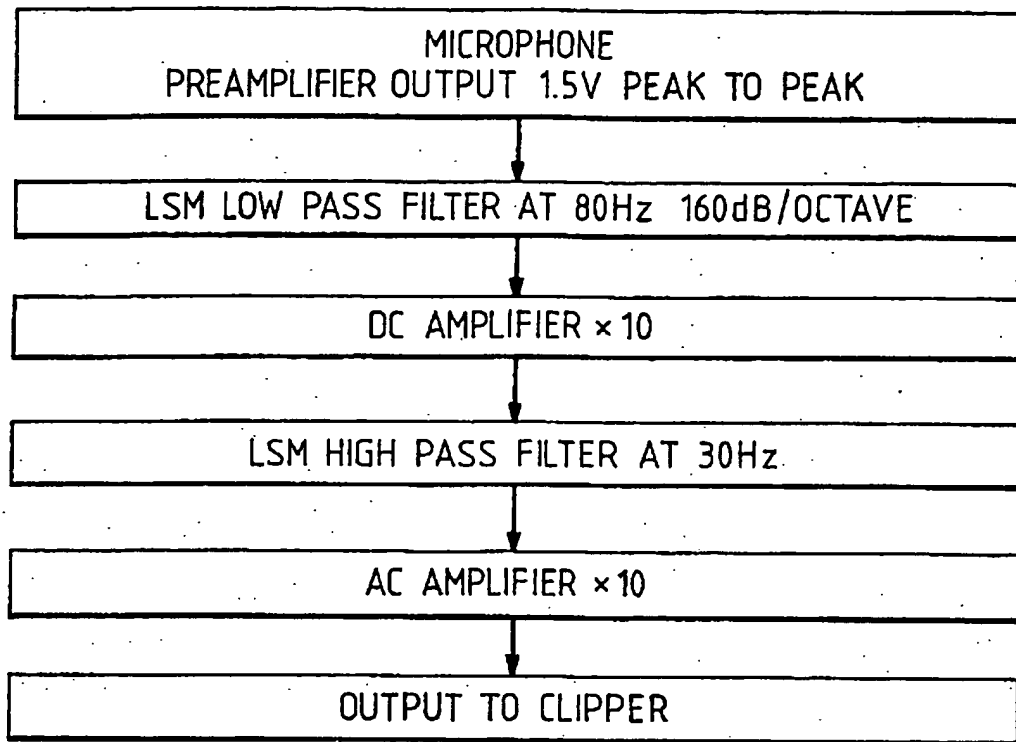 MICROPHONE
PREAMPLIFIER OUTPUT 1.5V PEAK TO PEAK
LSM LOW PASS FILTER AT 80Hz 160dB/OCTAVE
DC AMPLIFIER × 10
LSM HIGH PASS FILTER AT 30Hz
AC AMPLIFIER × 10
OUTPUT TO CLIPPER